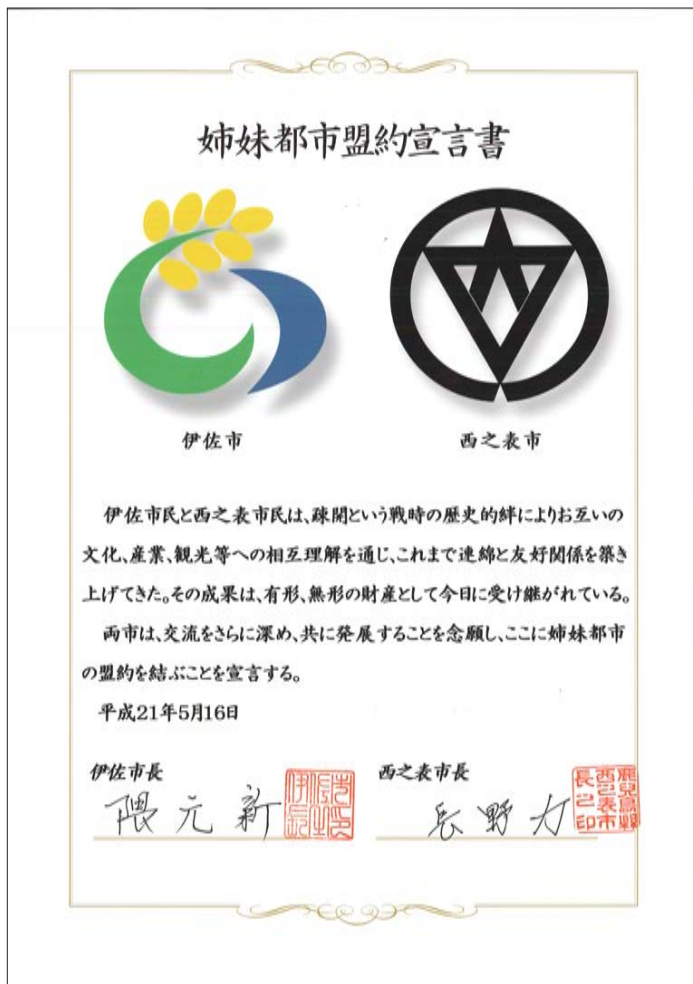 姉妹都市盟約宣言書
伊佐市
西之表市
伊佐市民と西之表市民は、疎開という戦時の歴史的絆によりお互いの
文化、産業、観光等への相互理解を通じ、これまで連綿と友好関係を築き
上げてきた。その成果は、有形、無形の財産として今日に受け継がれている。
両市は、交流をさらに深め、共に発展することを念願し、ここに姉妹都市
の盟約を結ぶことを宣言する。
平成21年5月16日
伊佐市長
隈元新
西之表市長
長野力
鹿児島県
西之表市
長之印